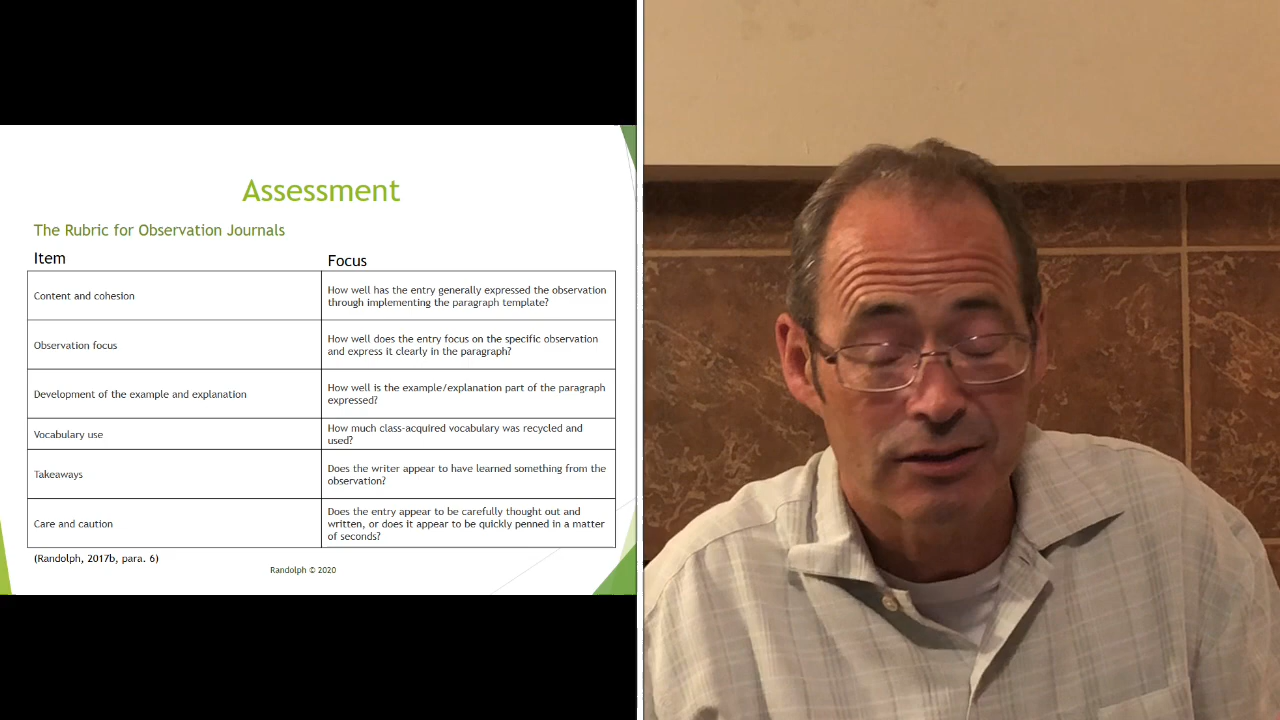 Assessment
The Rubric for Observation Journals
Item
Focus
Content and cohesion
How well has the entry generally expressed the observation
through implementing the paragraph template?
Observation focus
How well does the entry focus on the specific observation
and express it clearly in the paragraph?
Development of the example and explanation
How well is the example/explanation part of the paragraph
expressed?
Vocabulary use
How much class-acquired vocabulary was recycled and
used?
Takeaways
Does the writer appear to have learned something from the
observation?
Care and caution
Does the entry appear to be carefully thought out and
written, or does it appear to be quickly penned in a matter
of seconds?
(Randolph, 2017b, para. 6)
Randolph © 2020